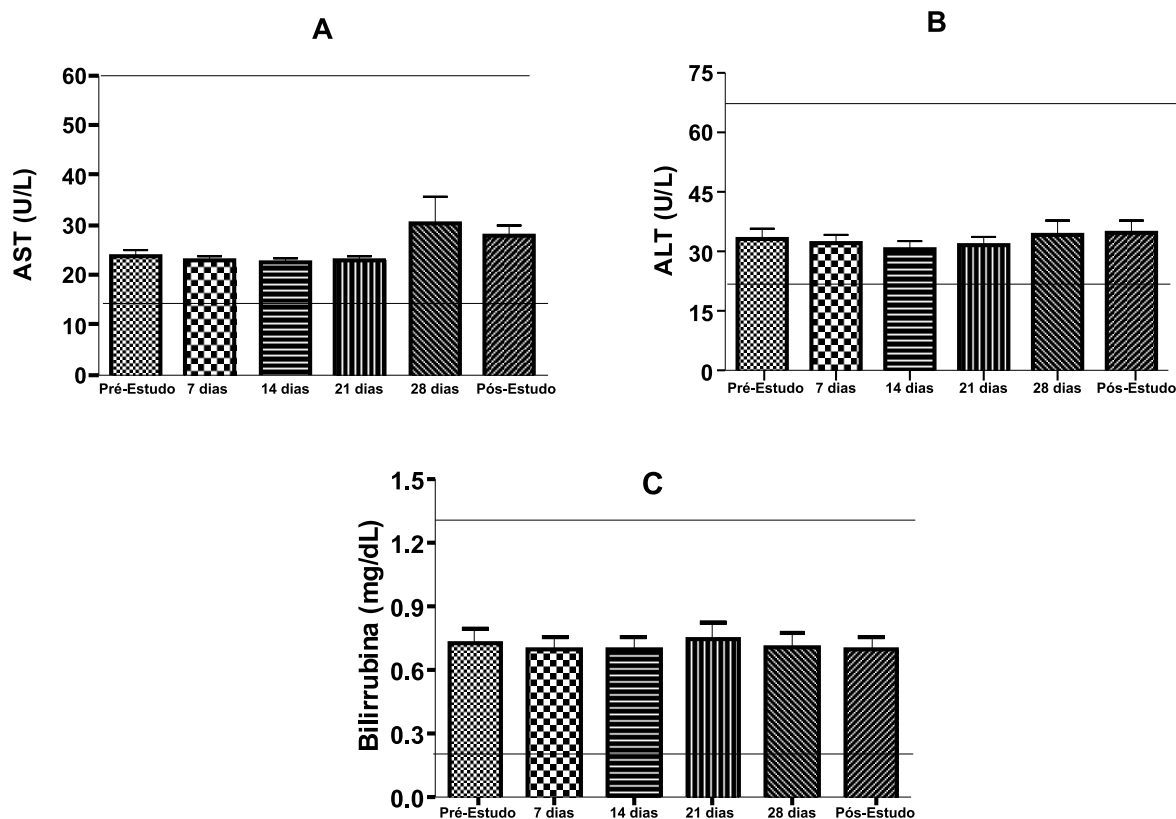 A
AST (U/L)
60
50
40
30
20
10
0
Pré-Estudo 7 dias 14 dias 21 dias 28 dias Pós-Estudo
B
ALT (U/L)
75
60
45
30
15
0
Pré-Estudo 7 dias 14 dias 21 dias 28 dias Pós-Estudo
C
Bilirrubina (mg/dL)
1.5
1.2
0.9
0.6
0.3
0.0
Pré-Estudo 7 dias 14 dias 21 dias 28 dias Pós-Estudo